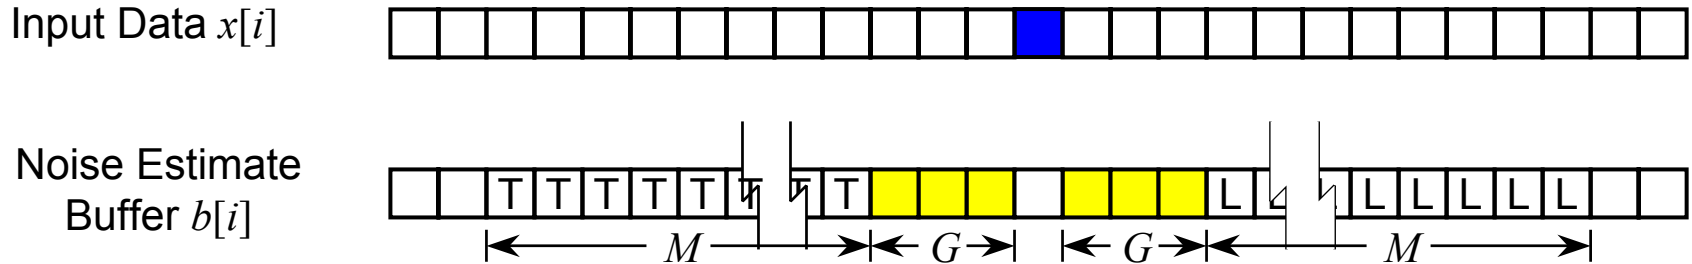 Input Data x[i]
Noise Estimate
Buffer b[i]
T T T T T T T T L L L L L L L L
M G G M